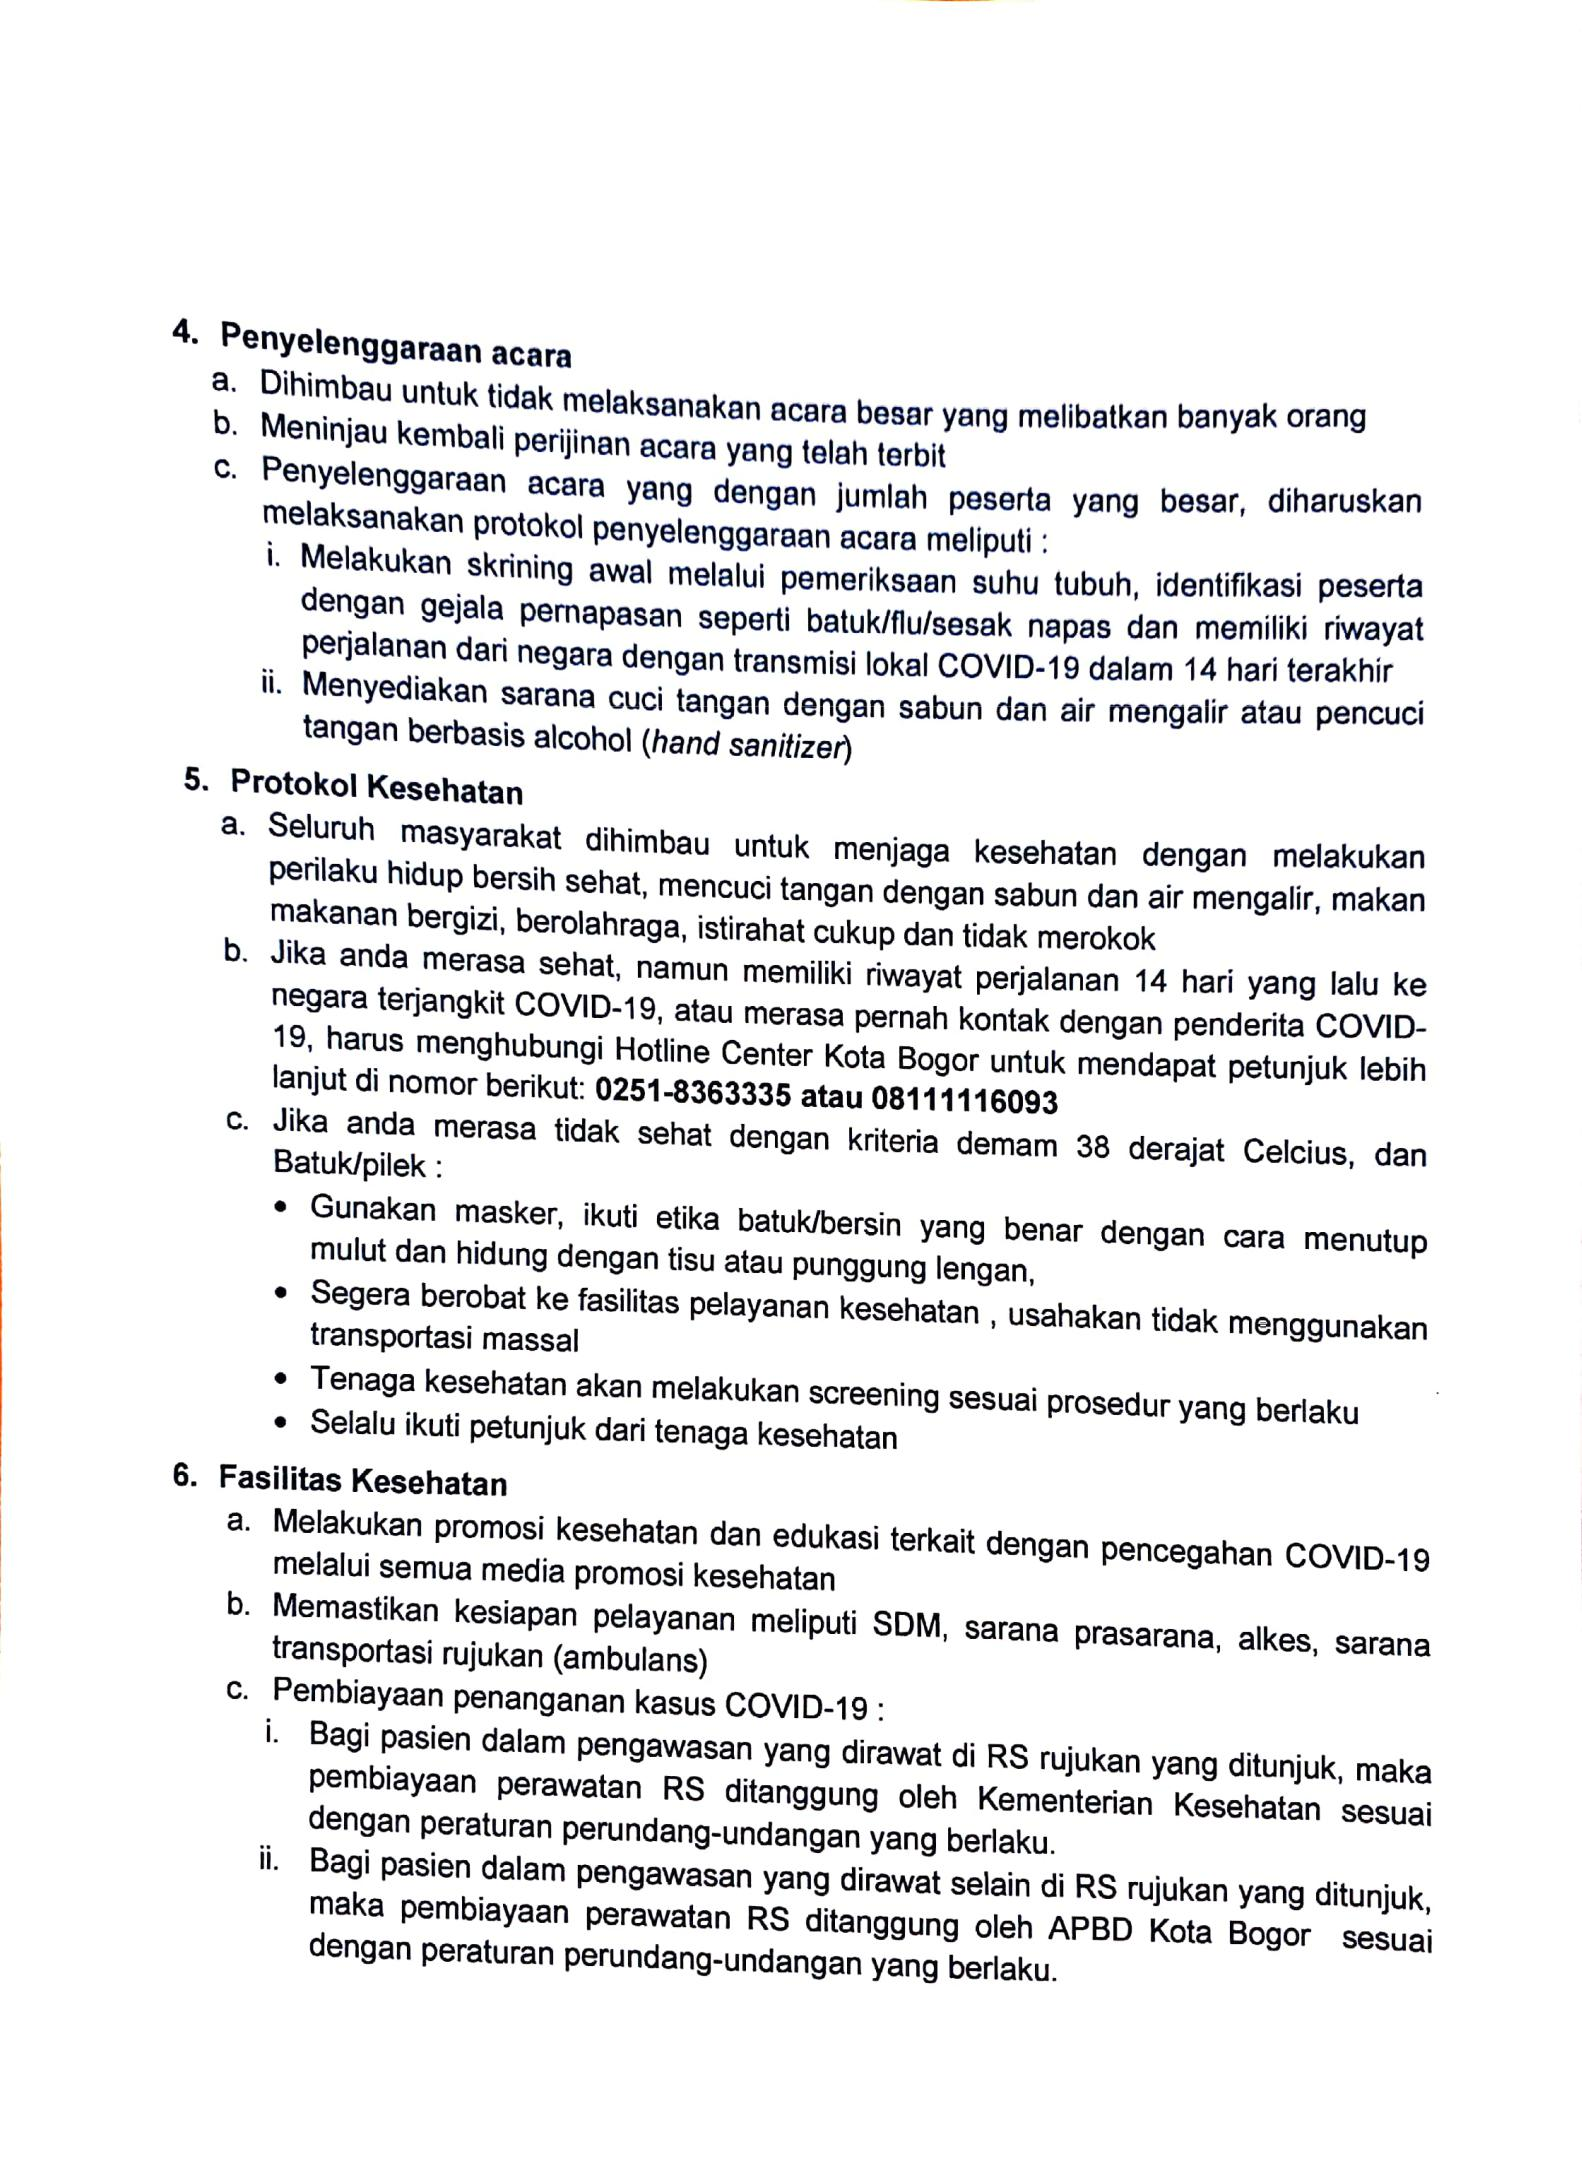 4. Penyelenggaraan acara
a. Dihimbau untuk tidak melaksanakan acara besar yang melibatkan banyak orang
b. Meninjau kembali perijinan acara yang telah terbit
c. Penyelenggaraan acara yang dengan jumlah peserta yang besar, diharuskan
melaksanakan protokol penyelenggaraan acara meliputi :
i. Melakukan skrining awal melalui pemeriksaan suhu tubuh, identifikasi peserta
dengan gejala pernapasan seperti batuk/flu/sesak napas dan memiliki riwayat
perjalanan dari negara dengan transmisi lokal COVID-19 dalam 14 hari terakhir
ii. Menyediakan sarana cuci tangan dengan sabun dan air mengalir atau pencuci
tangan berbasis alcohol (hand sanitizer)
5. Protokol Kesehatan
a. Seluruh masyarakat dihimbau untuk menjaga kesehatan dengan melakukan
perilaku hidup bersih sehat, mencuci tangan dengan sabun dan air mengalir, makan
makanan bergizi, berolahraga, istirahat cukup dan tidak merokok
b. Jika anda merasa sehat, namun memiliki riwayat perjalanan 14 hari yang lalu ke
negara terjangkit COVID-19, atau merasa pernah kontak dengan penderita COVID-
19, harus menghubungi Hotline Center Kota Bogor untuk mendapat petunjuk lebih
lanjut di nomor berikut: 0251-8363335 atau 08111116093
c. Jika anda merasa tidak sehat dengan kriteria demam 38 derajat Celcius, dan
Batuk/pilek :
• Gunakan masker, ikuti etika batuk/bersin yang benar dengan cara menutup
mulut dan hidung dengan tisu atau punggung lengan,
• Segera berobat ke fasilitas pelayanan kesehatan , usahakan tidak menggunakan
transportasi massal
• Tenaga kesehatan akan melakukan screening sesuai prosedur yang berlaku
• Selalu ikuti petunjuk dari tenaga kesehatan
6. Fasilitas Kesehatan
a. Melakukan promosi kesehatan dan edukasi terkait dengan pencegahan COVID-19
melalui semua media promosi kesehatan
b. Memastikan kesiapan pelayanan meliputi SDM, sarana prasarana, alkes, sarana
transportasi rujukan (ambulans)
c. Pembiayaan penanganan kasus COVID-19 :
i. Bagi pasien dalam pengawasan yang dirawat di RS rujukan yang ditunjuk, maka
pembiayaan perawatan RS ditanggung oleh Kementerian Kesehatan sesuai
dengan peraturan perundang-undangan yang berlaku.
ii. Bagi pasien dalam pengawasan yang dirawat selain di RS rujukan yang ditunjuk,
maka pembiayaan perawatan RS ditanggung oleh APBD Kota Bogor sesuai
dengan peraturan perundang-undangan yang berlaku.